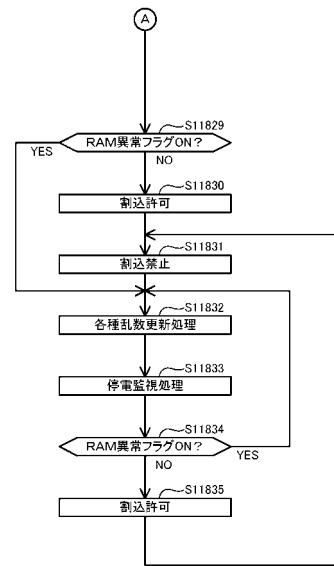 A
S11829
RAM異常フラグON?
YES
NO
S11830
割込許可
S11831
割込禁止
S11832
各種乱数更新処理
S11833
停電監視処理
S11834
RAM異常フラグON?
YES
NO
S11835
割込許可